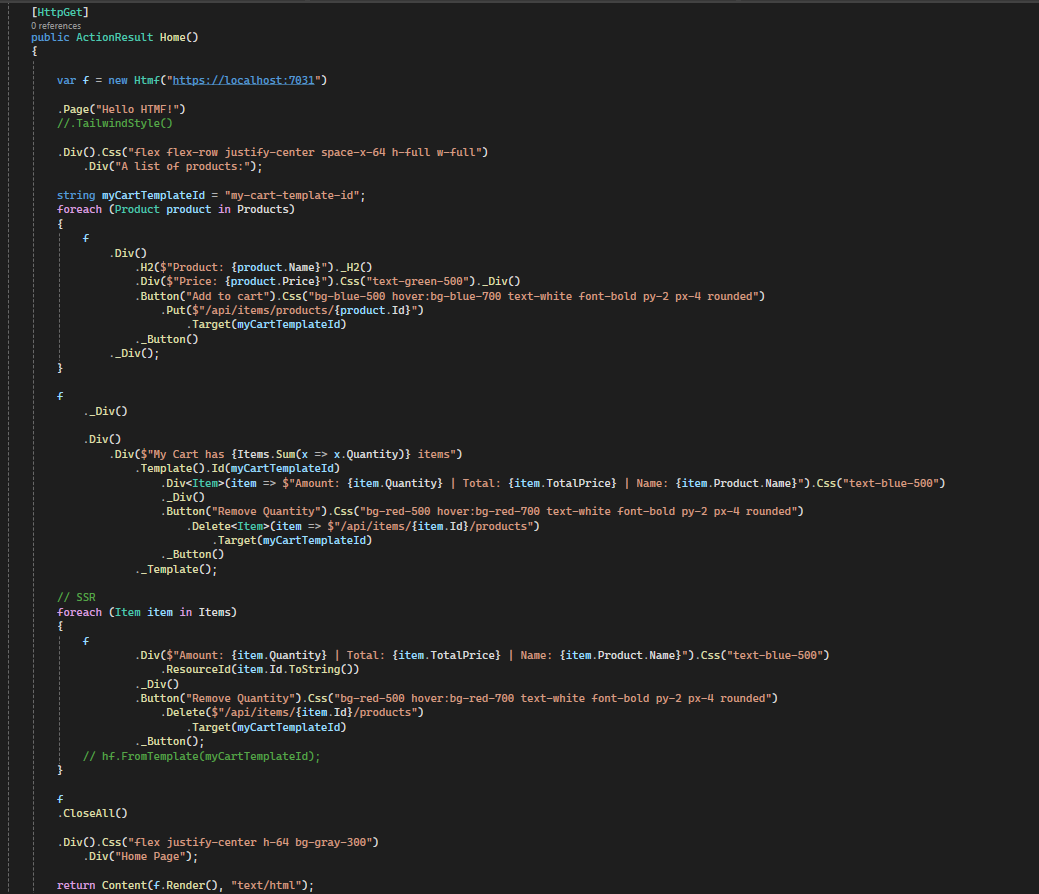 [HttpGet]
0 references
public ActionResult Home()
{
var f = new Htmf("https://localhost:7031")
.Page("Hello HTMF!")
//.TailwindStyle()
.Div().Css("flex flex-row justify-center space-x-64 h-full w-full")
.Div("A list of products:");
string myCartTemplateId = "my-cart-template-id";
foreach (Product product in Products)
{
f
.Div()
.H2($"Product: {product.Name}")._H2()
.Div($"Price: {product.Price}").Css("text-green-500")._Div()
.Button("Add to cart").Css("bg-blue-500 hover:bg-blue-700 text-white font-bold py-2 px-4 rounded")
.Put($"/api/items/products/{product.Id}")
.Target(myCartTemplateId)
._Button()
._Div();
}
f
._Div()
.Div()
.Div($"My Cart has {Items.Sum(x => x.Quantity)} items")
.Template().Id(myCartTemplateId)
.Div<Item>(item => $"Amount: {item.Quantity} | Total: {item.TotalPrice} | Name: {item.Product.Name}").Css("text-blue-500")
._Div()
.Button("Remove Quantity").Css("bg-red-500 hover:bg-red-700 text-white font-bold py-2 px-4 rounded")
.Delete<Item>(item => $"/api/items/{item.Id}/products")
.Target(myCartTemplateId)
._Button()
._Template();
// SSR
foreach (Item item in Items)
{
f
.Div($"Amount: {item.Quantity} | Total: {item.TotalPrice} | Name: {item.Product.Name}").Css("text-blue-500")
.ResourceId(item.Id.ToString())
._Div()
.Button("Remove Quantity").Css("bg-red-500 hover:bg-red-700 text-white font-bold py-2 px-4 rounded")
.Delete($"/api/items/{item.Id}/products")
.Target(myCartTemplateId)
._Button();
// hf.FromTemplate(myCartTemplateId);
}
f
.CloseAll()
.Div().Css("flex justify-center h-64 bg-gray-300")
.Div("Home Page");
return Content(f.Render(), "text/html");